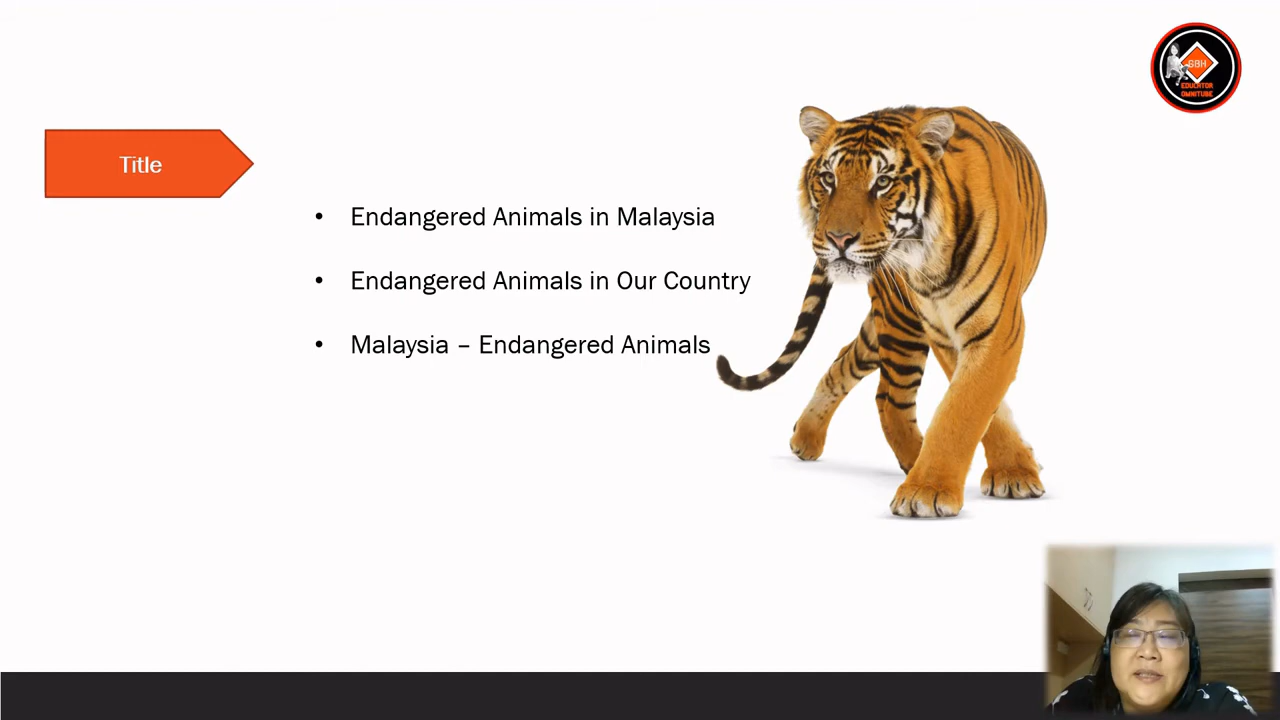 Title
• Endangered Animals in Malaysia
• Endangered Animals in Our Country
• Malaysia – Endangered Animals
SBH
EDUCATOR
OMNITUBE